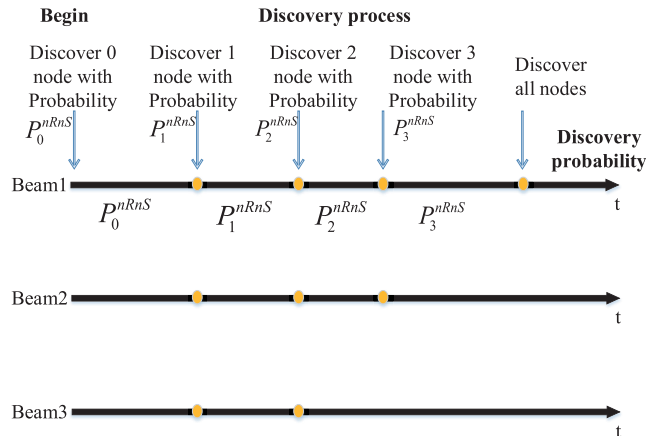 Begin
Discovery process
Discover 0 node with Probability
Discover 1 node with Probability
Discover 2 node with Probability
Discover 3 node with Probability
Discover all nodes
P_0^{nRnS}
P_1^{nRnS}
P_2^{nRnS}
P_3^{nRnS}
Discovery probability
Beam1
t
P_0^{nRnS}
P_1^{nRnS}
P_2^{nRnS}
P_3^{nRnS}
Beam2
t
Beam3
t